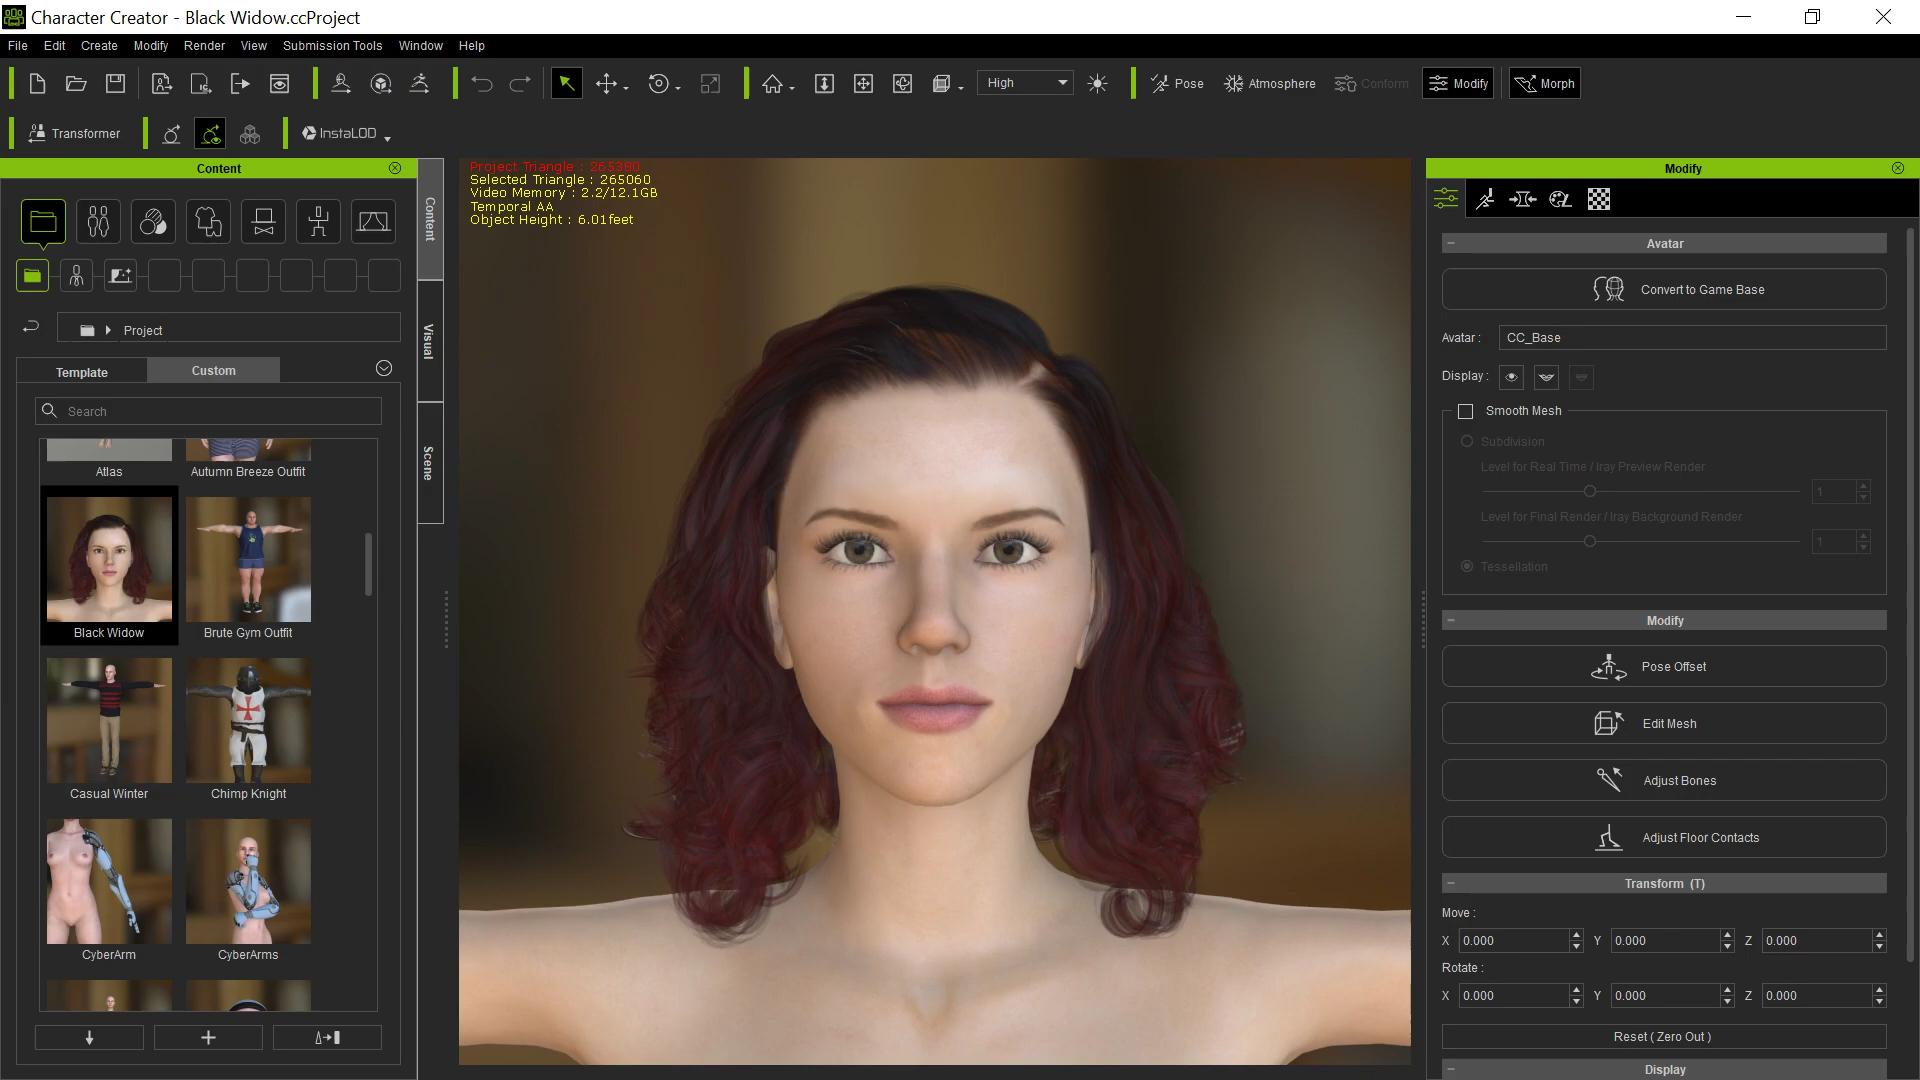 Character Creator - Black Widow.ccProject
File Edit Create Modify Render View Submission Tools Window Help
High Pose Atmosphere Conform Modify Morph
Transformer InstaLOD
Content
Project
Template Custom
Search
Atlas Autumn Breeze Outfit
Black Widow Brute Gym Outfit
Casual Winter Chimp Knight
CyberArm CyberArms
Content
Visual
Scene
Project Triangle : 265380
Selected Triangle : 265060
Video Memory : 2.2/12.1GB
Temporal AA
Object Height : 6.01feet
Modify
Avatar
Convert to Game Base
Avatar : CC_Base
Display :
Smooth Mesh
Subdivision
Level for Real Time / Iray Preview Render
1
Level for Final Render / Iray Background Render
1
Tessellation
Modify
Pose Offset
Edit Mesh
Adjust Bones
Adjust Floor Contacts
Transform (T)
Move :
X 0.000 Y 0.000 Z 0.000
Rotate :
X 0.000 Y 0.000 Z 0.000
Reset ( Zero Out )
Display